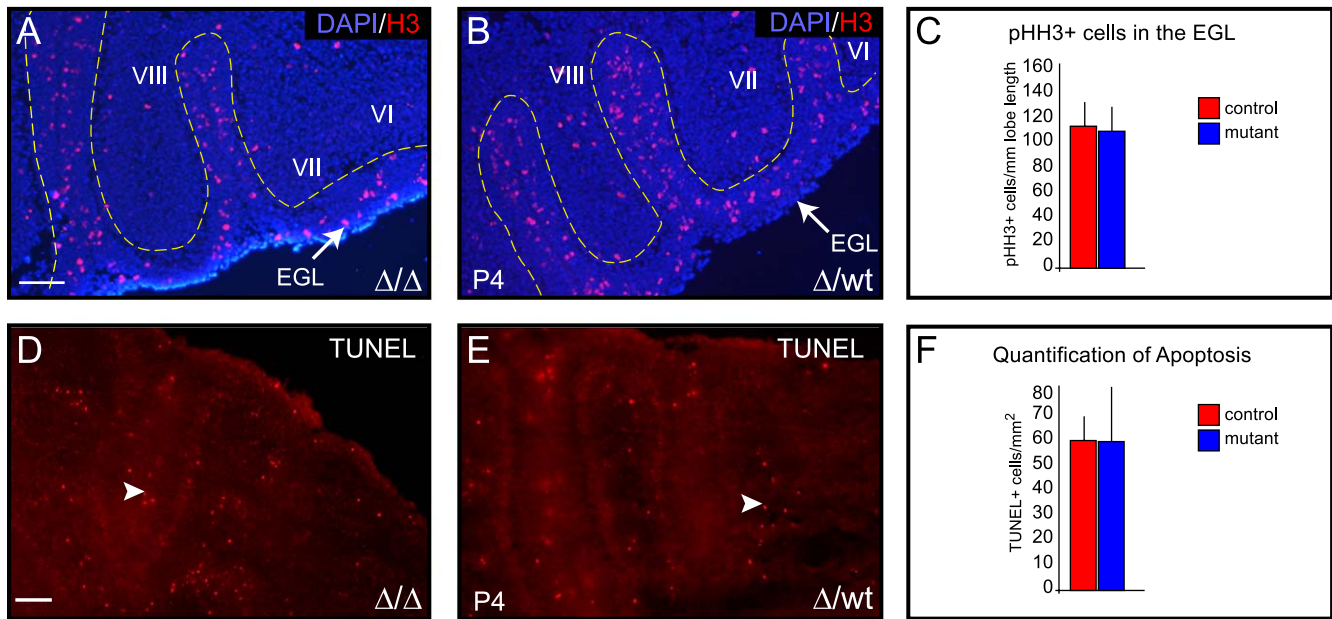 A
DAPI/H3
VIII
VI
VII
EGL
Δ/Δ
B
DAPI/H3
VI
VIII
VII
EGL
P4
Δ/wt
C
pHH3+ cells in the EGL
pHH3+ cells/mm lobe length
160
140
120
100
80
60
40
20
0
control
mutant
D
TUNEL
Δ/Δ
E
TUNEL
P4
Δ/wt
F
Quantification of Apoptosis
TUNEL+ cells/mm2
80
70
60
50
40
30
20
10
0
control
mutant